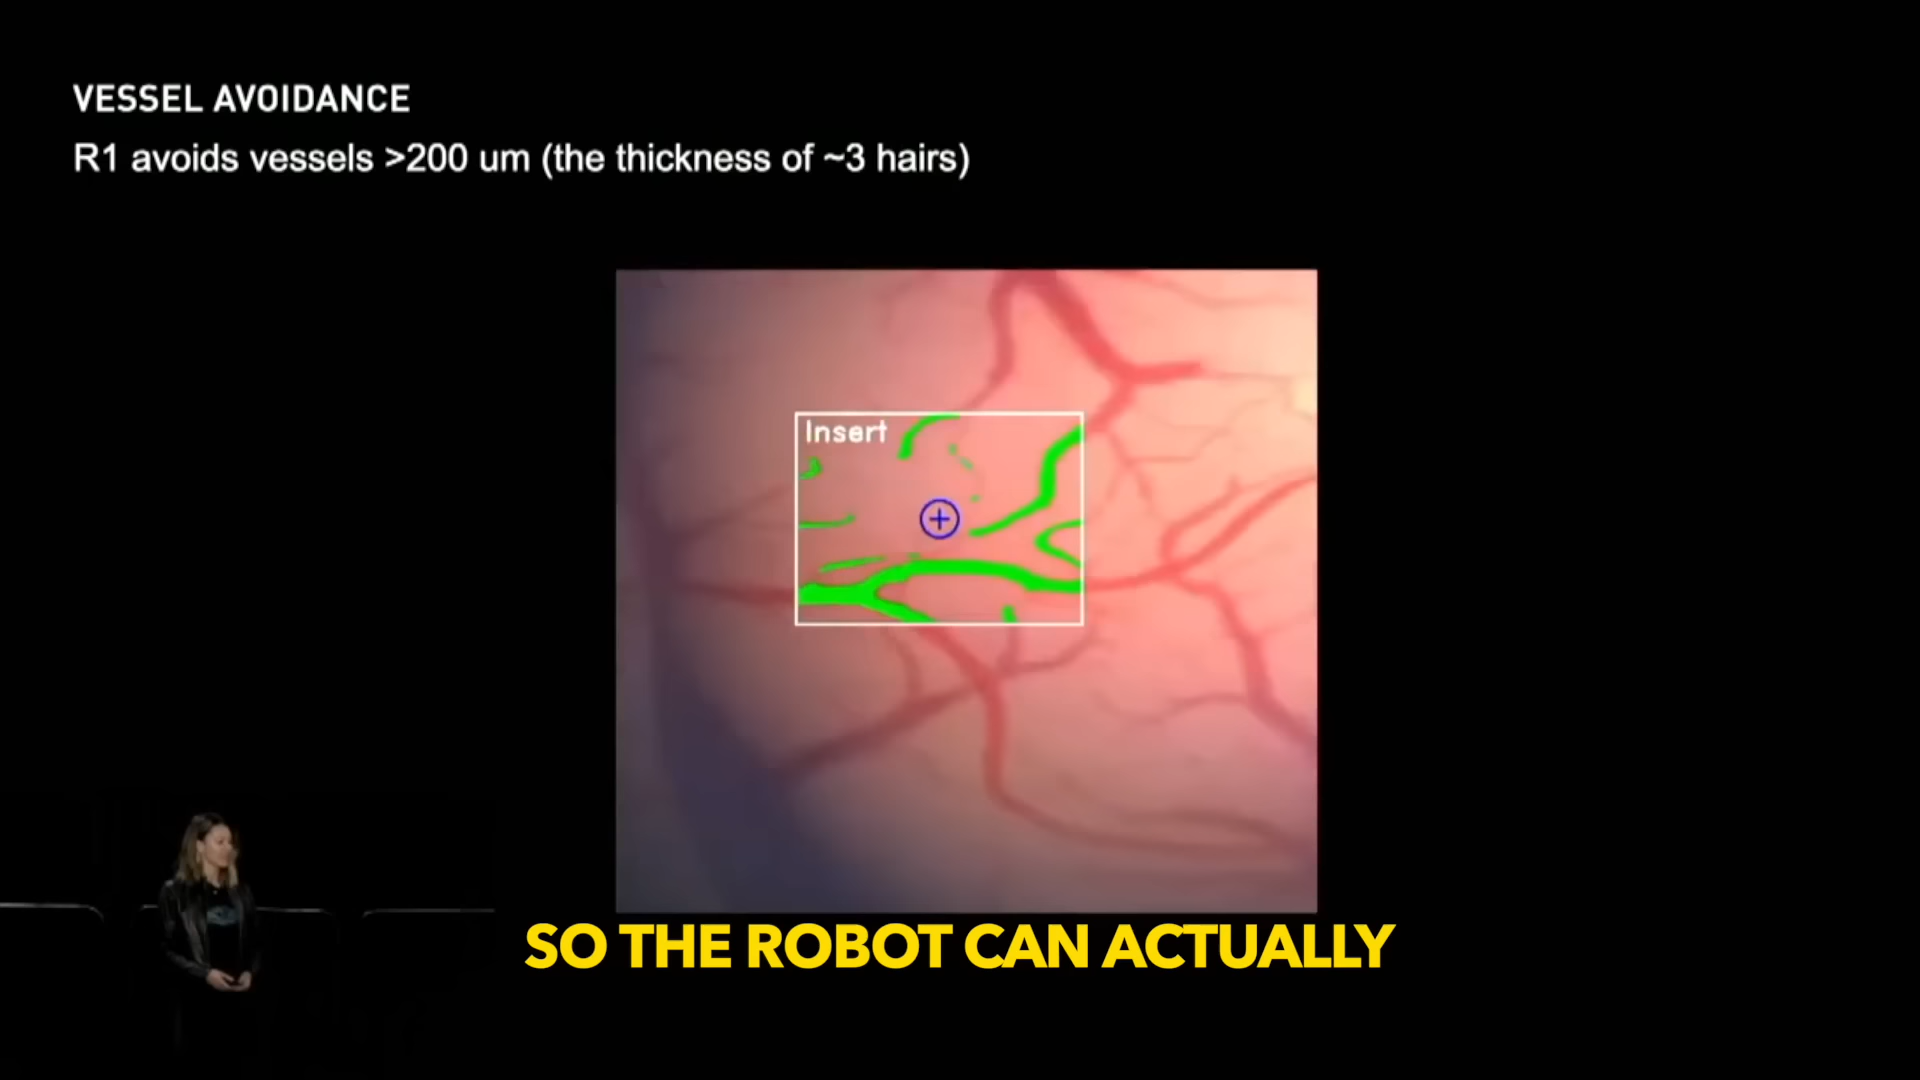 VESSEL AVOIDANCE
R1 avoids vessels >200 um (the thickness of ~3 hairs)
Insert
SO THE ROBOT CAN ACTUALLY